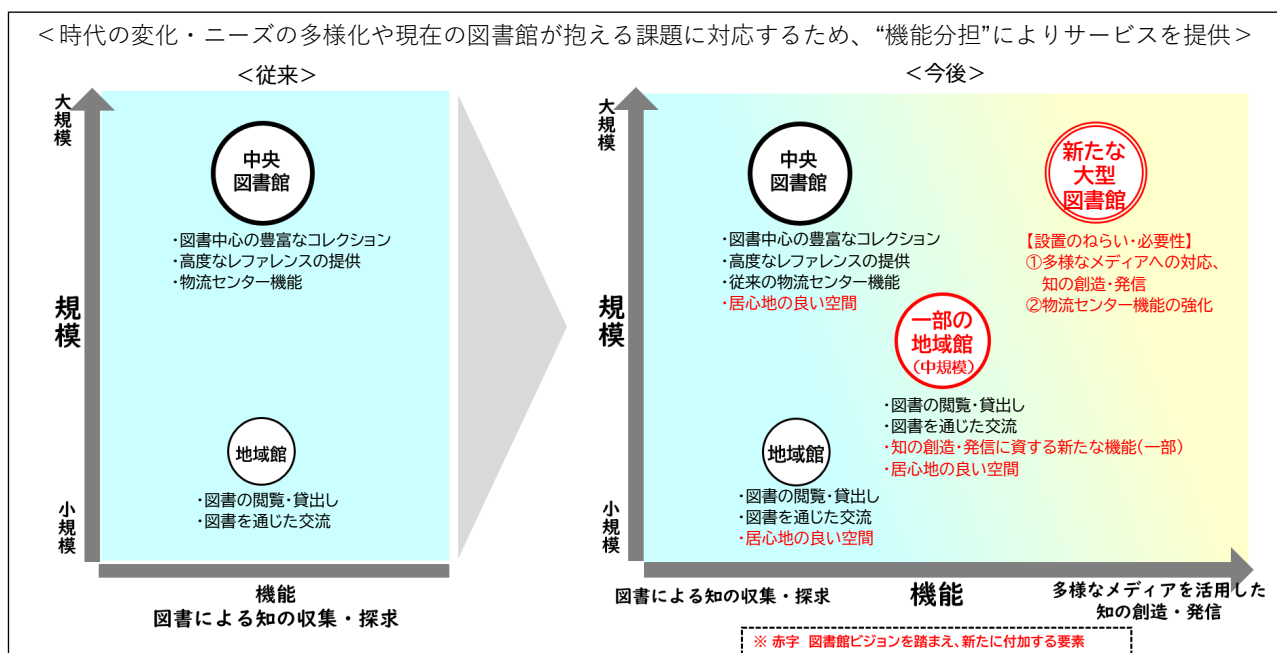 ＜時代の変化・ニーズの多様化や現在の図書館が抱える課題に対応するため、“機能分担”によりサービスを提供＞
＜従来＞
大規模
規模
小規模
中央
図書館
・図書中心の豊富なコレクション
・高度なレファレンスの提供
・物流センター機能
地域館
・図書の閲覧・貸出し
・図書を通じた交流
機能
図書による知の収集・探求
＜今後＞
大規模
規模
小規模
中央
図書館
・図書中心の豊富なコレクション
・高度なレファレンスの提供
・従来の物流センター機能
・居心地の良い空間
新たな
大型
図書館
【設置のねらい・必要性】
①多様なメディアへの対応、
知の創造・発信
②物流センター機能の強化
一部の
地域館
（中規模）
・図書の閲覧・貸出し
・図書を通じた交流
・知の創造・発信に資する新たな機能（一部）
・居心地の良い空間
地域館
・図書の閲覧・貸出し
・図書を通じた交流
・居心地の良い空間
図書による知の収集・探求
機能
多様なメディアを活用した
知の創造・発信
※ 赤字 図書館ビジョンを踏まえ、新たに付加する要素